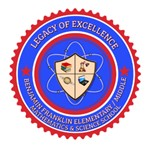 LEGACY OF EXCELLENCE
BENJAMIN FRANKLIN ELEMENTARY / MIDDLE
MATHEMATICS & SCIENCE SCHOOL